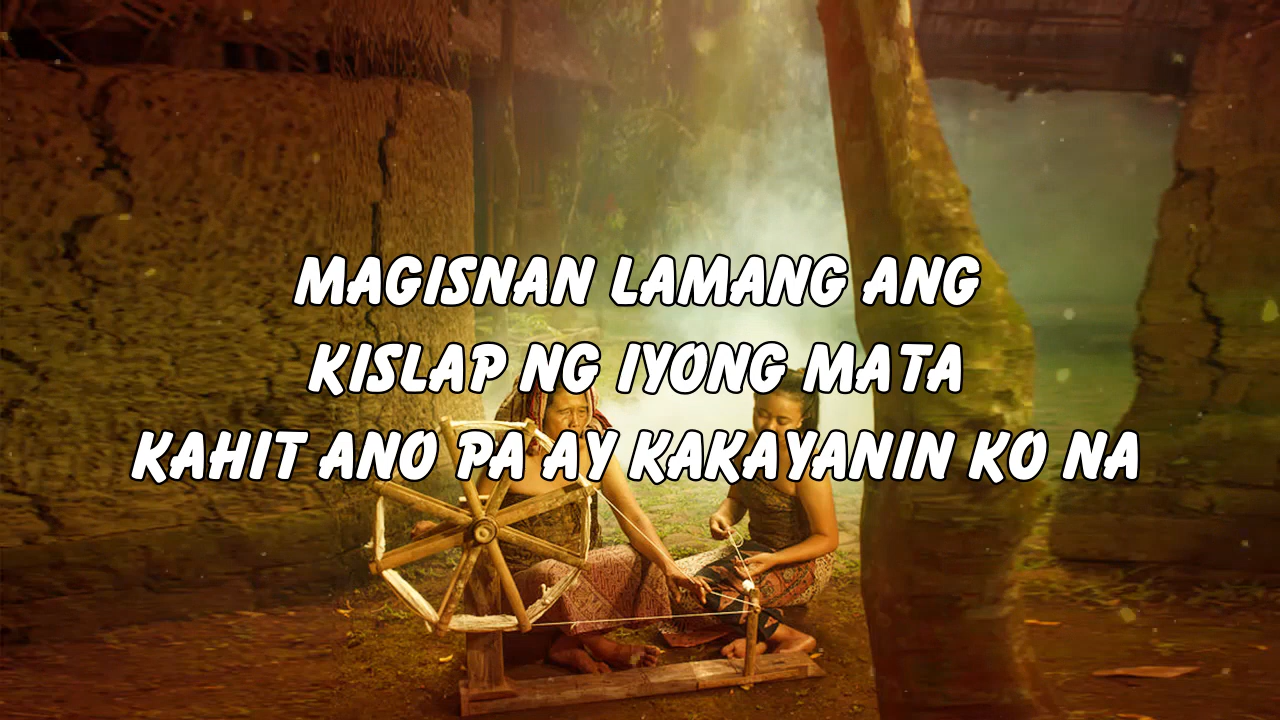 MAGISNAN LAMANG ANG
KISLAP NG IYONG MATA
KAHIT ANO PA AY KAKAYANIN KO NA